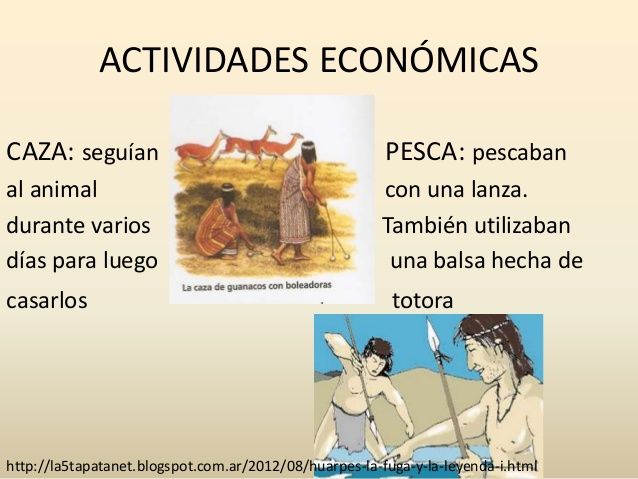 ACTIVIDADES ECONÓMICAS
CAZA: seguían
al animal
durante varios
días para luego
casarlos
La caza de guanacos con boleadoras
PESCA: pescaban
con una lanza.
También utilizaban
una balsa hecha de
totora
http://la5tapatanet.blogspot.com.ar/2012/08/huarpes-la-fuga-y-la-leyenda-i.html